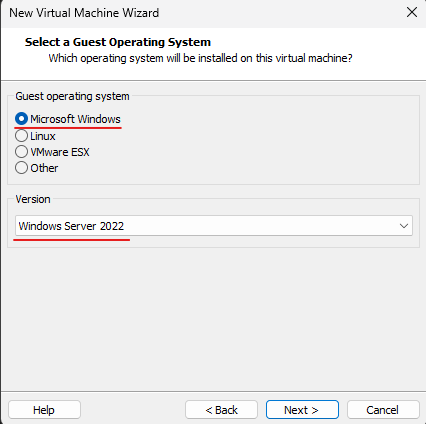 New Virtual Machine Wizard
Select a Guest Operating System
Which operating system will be installed on this virtual machine?
Guest operating system
Microsoft Windows
Linux
VMware ESX
Other
Version
Windows Server 2022
Help
< Back
Next >
Cancel